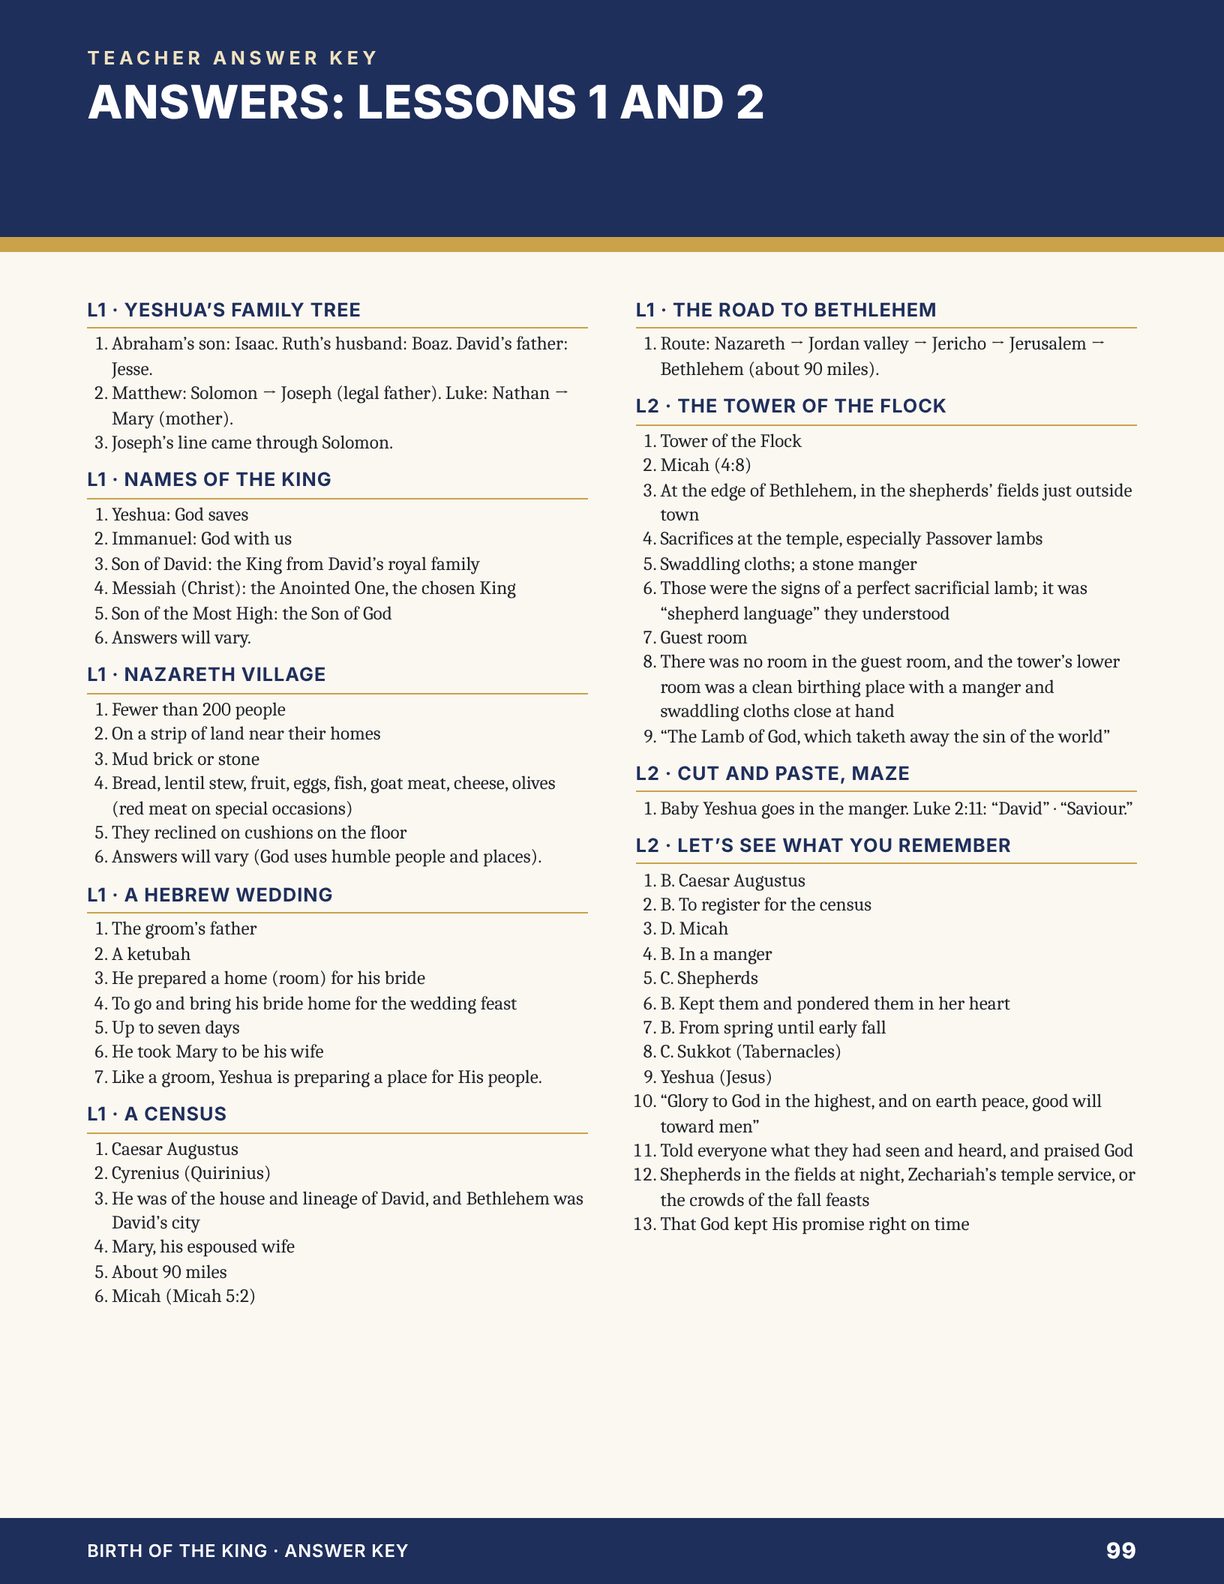 TEACHER ANSWER KEY
ANSWERS: LESSONS 1 AND 2
L1 · YESHUA’S FAMILY TREE
1. Abraham’s son: Isaac. Ruth’s husband: Boaz. David’s father:
Jesse.
2. Matthew: Solomon → Joseph (legal father). Luke: Nathan →
Mary (mother).
3. Joseph’s line came through Solomon.
L1 · NAMES OF THE KING
1. Yeshua: God saves
2. Immanuel: God with us
3. Son of David: the King from David’s royal family
4. Messiah (Christ): the Anointed One, the chosen King
5. Son of the Most High: the Son of God
6. Answers will vary.
L1 · NAZARETH VILLAGE
1. Fewer than 200 people
2. On a strip of land near their homes
3. Mud brick or stone
4. Bread, lentil stew, fruit, eggs, fish, goat meat, cheese, olives
(red meat on special occasions)
5. They reclined on cushions on the floor
6. Answers will vary (God uses humble people and places).
L1 · A HEBREW WEDDING
1. The groom’s father
2. A ketubah
3. He prepared a home (room) for his bride
4. To go and bring his bride home for the wedding feast
5. Up to seven days
6. He took Mary to be his wife
7. Like a groom, Yeshua is preparing a place for His people.
L1 · A CENSUS
1. Caesar Augustus
2. Cyrenius (Quirinius)
3. He was of the house and lineage of David, and Bethlehem was
David’s city
4. Mary, his espoused wife
5. About 90 miles
6. Micah (Micah 5:2)
L1 · THE ROAD TO BETHLEHEM
1. Route: Nazareth → Jordan valley → Jericho → Jerusalem →
Bethlehem (about 90 miles).
L2 · THE TOWER OF THE FLOCK
1. Tower of the Flock
2. Micah (4:8)
3. At the edge of Bethlehem, in the shepherds’ fields just outside
town
4. Sacrifices at the temple, especially Passover lambs
5. Swaddling cloths; a stone manger
6. Those were the signs of a perfect sacrificial lamb; it was
“shepherd language” they understood
7. Guest room
8. There was no room in the guest room, and the tower’s lower
room was a clean birthing place with a manger and
swaddling cloths close at hand
9. “The Lamb of God, which taketh away the sin of the world”
L2 · CUT AND PASTE, MAZE
1. Baby Yeshua goes in the manger. Luke 2:11: “David” · “Saviour.”
L2 · LET’S SEE WHAT YOU REMEMBER
1. B. Caesar Augustus
2. B. To register for the census
3. D. Micah
4. B. In a manger
5. C. Shepherds
6. B. Kept them and pondered them in her heart
7. B. From spring until early fall
8. C. Sukkot (Tabernacles)
9. Yeshua (Jesus)
10. “Glory to God in the highest, and on earth peace, good will
toward men”
11. Told everyone what they had seen and heard, and praised God
12. Shepherds in the fields at night, Zechariah’s temple service, or
the crowds of the fall feasts
13. That God kept His promise right on time
BIRTH OF THE KING · ANSWER KEY
99